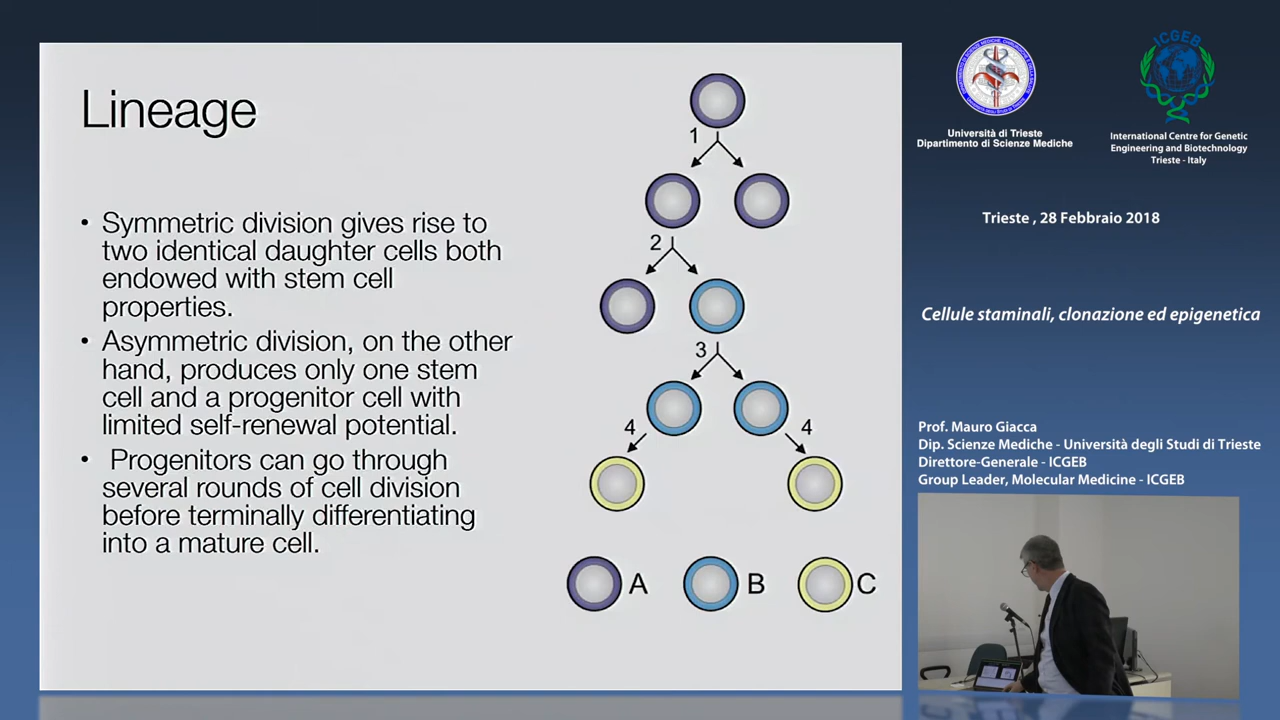 Lineage
• Symmetric division gives rise to
two identical daughter cells both
endowed with stem cell
properties.
• Asymmetric division, on the other
hand, produces only one stem
cell and a progenitor cell with
limited self-renewal potential.
• Progenitors can go through
several rounds of cell division
before terminally differentiating
into a mature cell.
1
2
3
4
4
A
B
C
ICGEB
Università di Trieste
Dipartimento di Scienze Mediche
International Centre for Genetic
Engineering and Biotechnology
Trieste - Italy
Trieste , 28 Febbraio 2018
Cellule staminali, clonazione ed epigenetica
Prof. Mauro Giacca
Dip. Scienze Mediche - Università degli Studi di Trieste
Direttore-Generale - ICGEB
Group Leader, Molecular Medicine - ICGEB